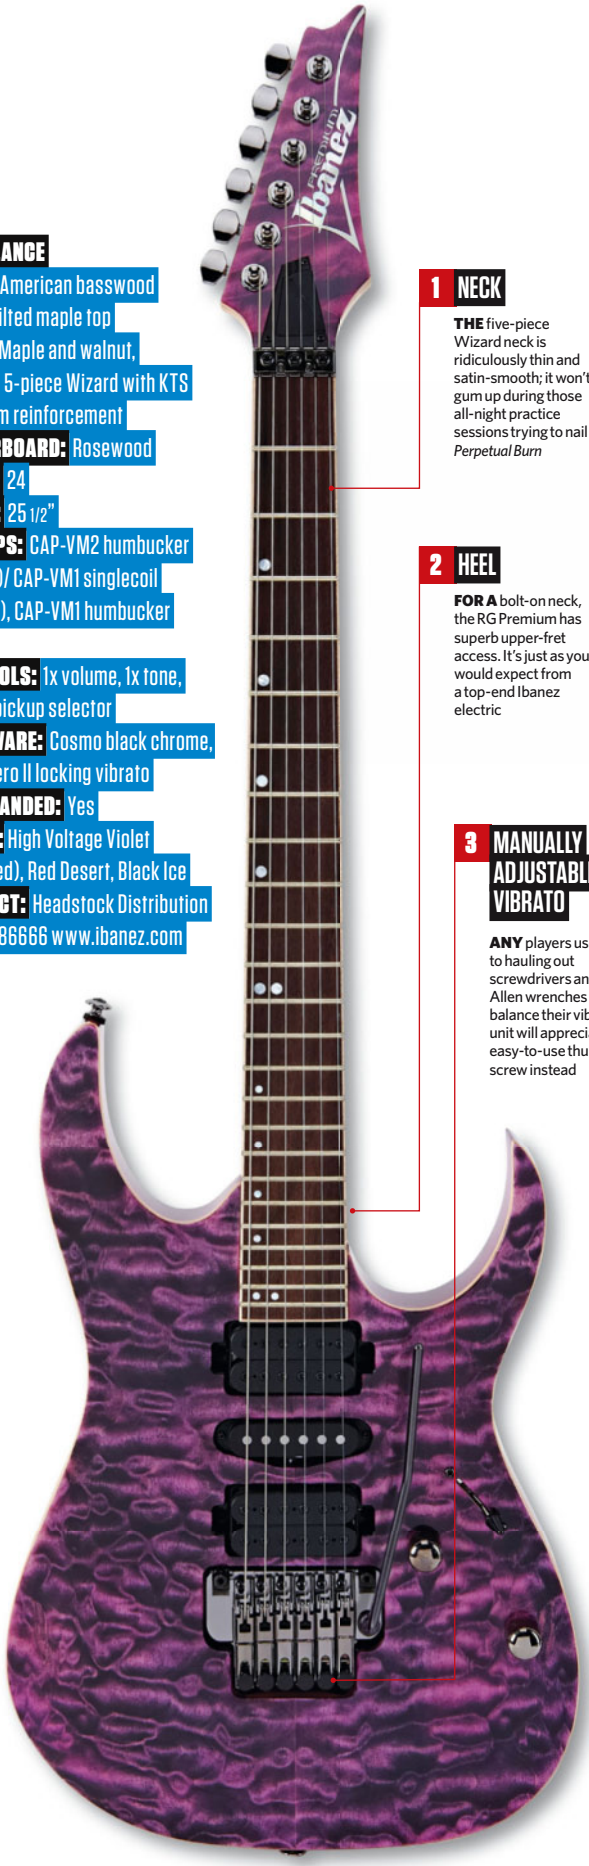 PREMIUM
Ibanez
ANCE
American basswood
ilted maple top
Maple and walnut,
5-piece Wizard with KTS
m reinforcement
RBOARD: Rosewood
24
: 25 1/2”
PS: CAP-VM2 humbucker
)/ CAP-VM1 singlecoil
), CAP-VM1 humbucker
OLS: 1x volume, 1x tone,
pickup selector
WARE: Cosmo black chrome,
ero II locking vibrato
ANDED: Yes
: High Voltage Violet
ed), Red Desert, Black Ice
CT: Headstock Distribution
86666 www.ibanez.com
1 NECK
THE five-piece
Wizard neck is
ridiculously thin and
satin-smooth; it won’t
gum up during those
all-night practice
sessions trying to nail
Perpetual Burn
2 HEEL
FOR A bolt-on neck,
the RG Premium has
superb upper-fret
access. It’s just as you
would expect from
a top-end Ibanez
electric
3 MANUALLY
ADJUSTABLE
VIBRATO
ANY players us
to hauling out
screwdrivers an
Allen wrenches
balance their vib
unit will apprecia
easy-to-use thu
screw instead